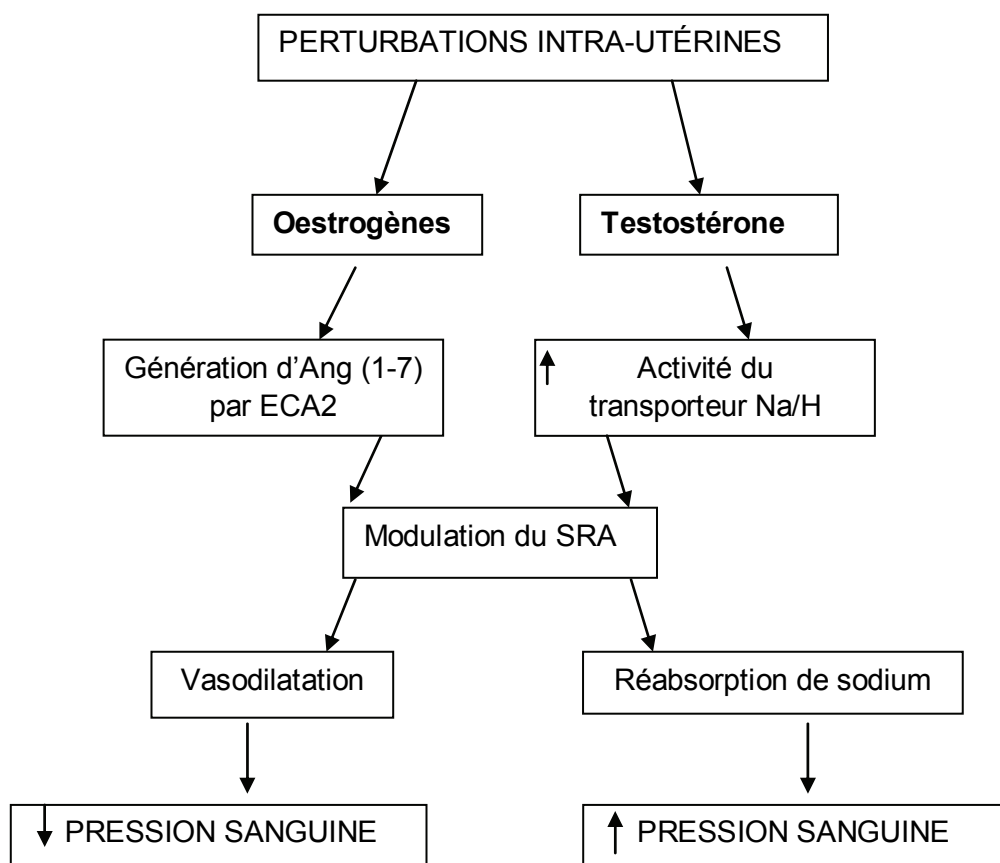 PERTURBATIONS INTRA-UTÉRINES
Oestrogènes
Testostérone
Génération d’Ang (1-7)
par ECA2
Activité du
transporteur Na/H
Modulation du SRA
Vasodilatation
Réabsorption de sodium
PRESSION SANGUINE
PRESSION SANGUINE